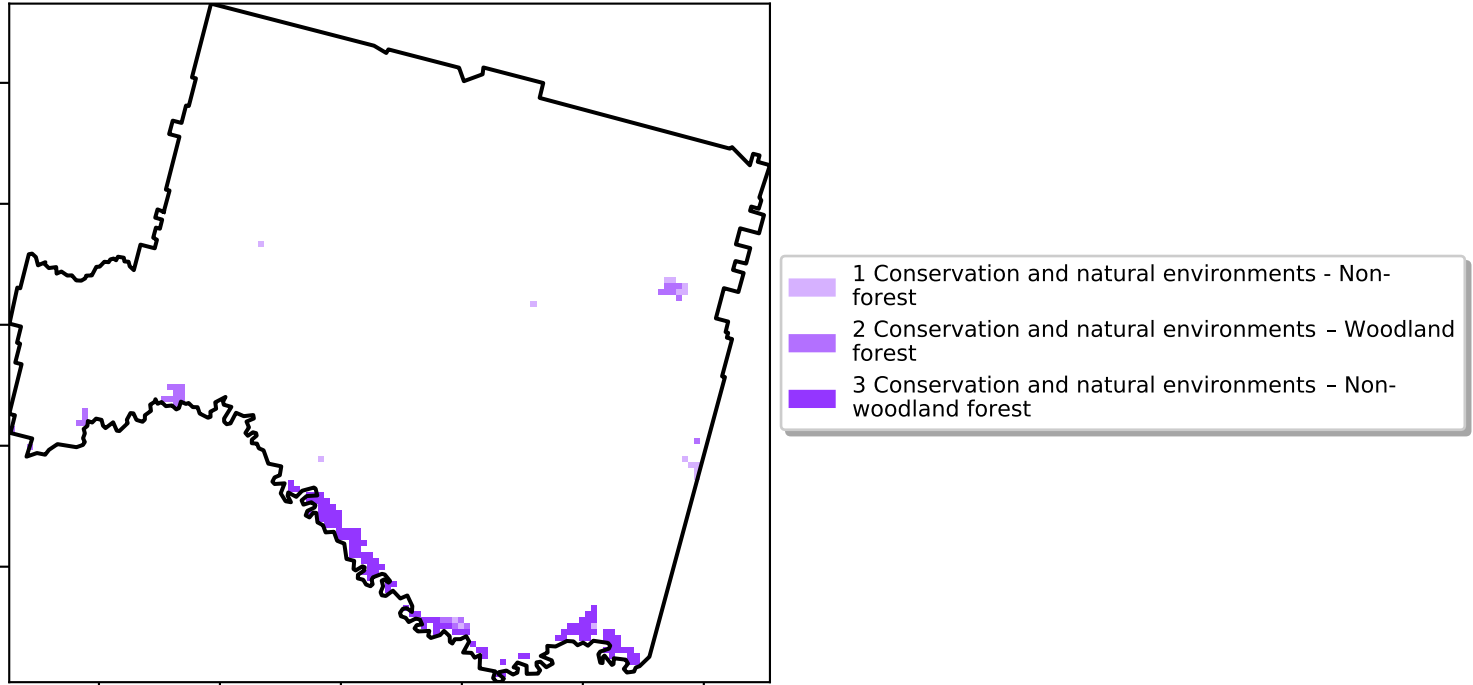 1 Conservation and natural environments - Non-
forest
2 Conservation and natural environments – Woodland
forest
3 Conservation and natural environments – Non-
woodland forest